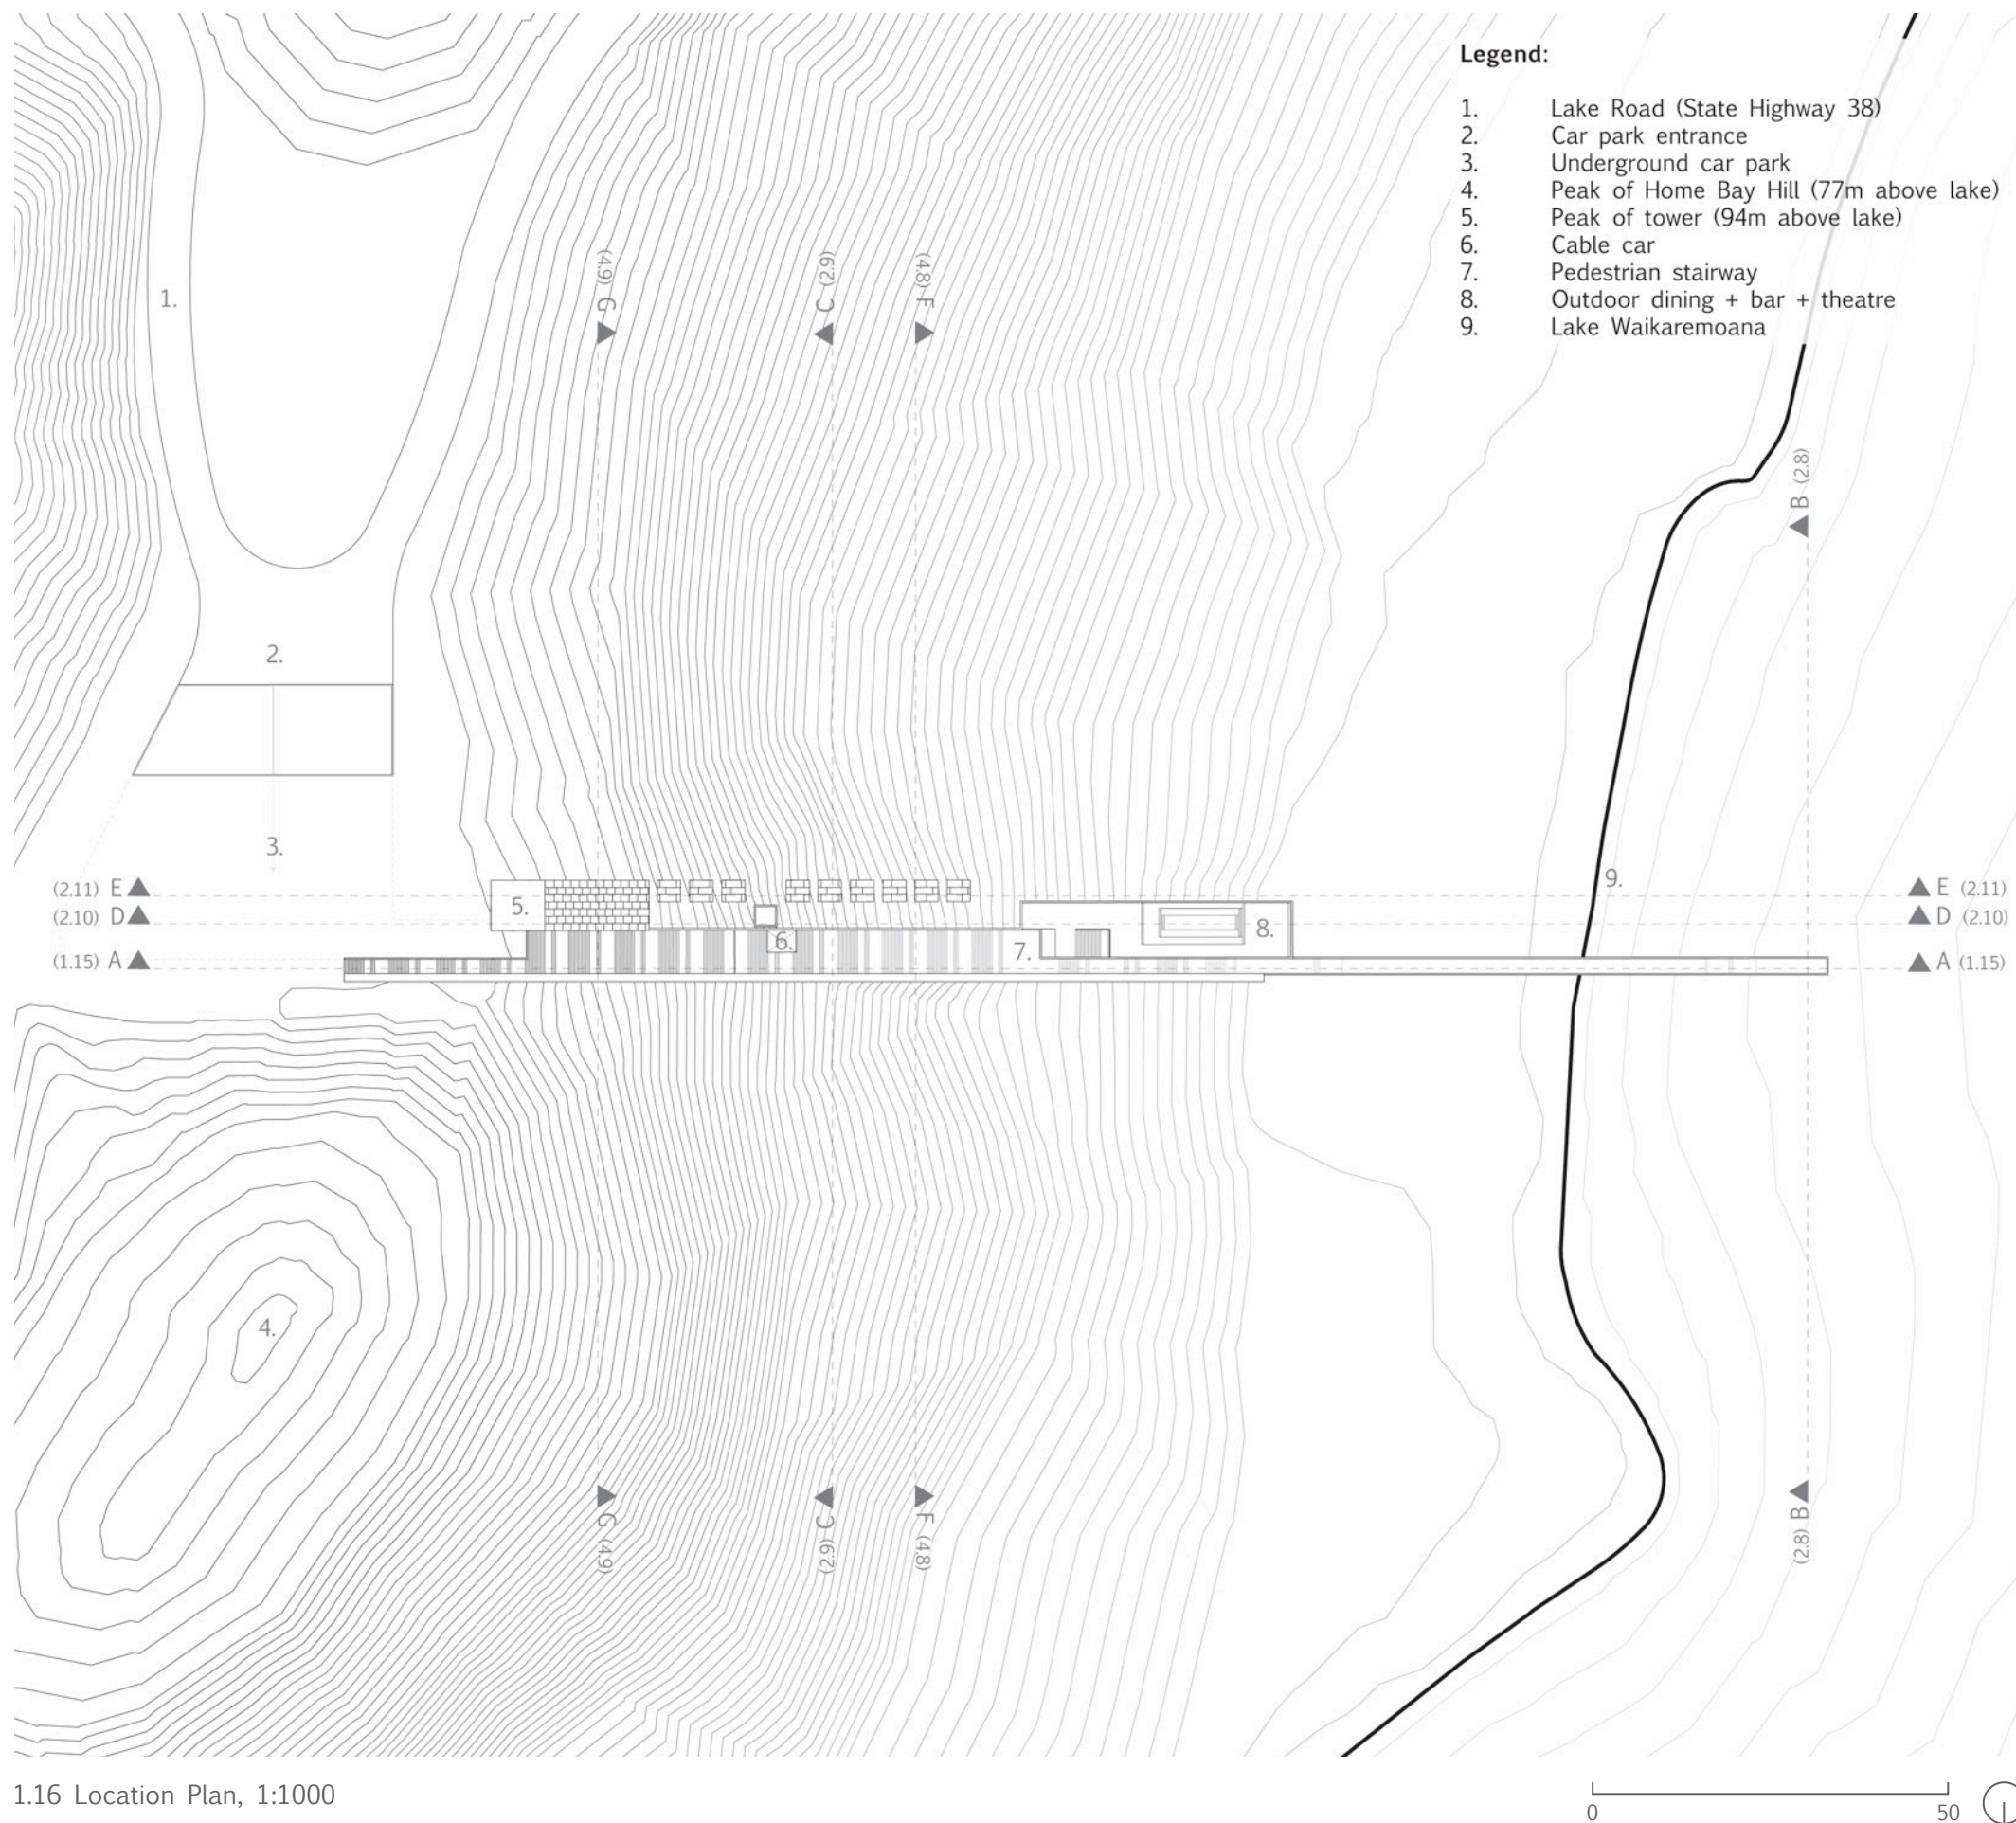 Legend:
1. Lake Road (State Highway 38)
2. Car park entrance
3. Underground car park
4. Peak of Home Bay Hill (77m above lake)
5. Peak of tower (94m above lake)
6. Cable car
7. Pedestrian stairway
8. Outdoor dining + bar + theatre
9. Lake Waikaremoana
(4.9) G
C (2.9)
(4.8) F
1.
B (2.8)
2.
3.
9.
(2.11) E
E (2.11)
5.
(2.10) D
D (2.10)
8.
6.
7.
(1.15) A
A (1.15)
4.
G (4.9)
(2.9) C
F (4.8)
(2.8) B
1.16 Location Plan, 1:1000
0 50